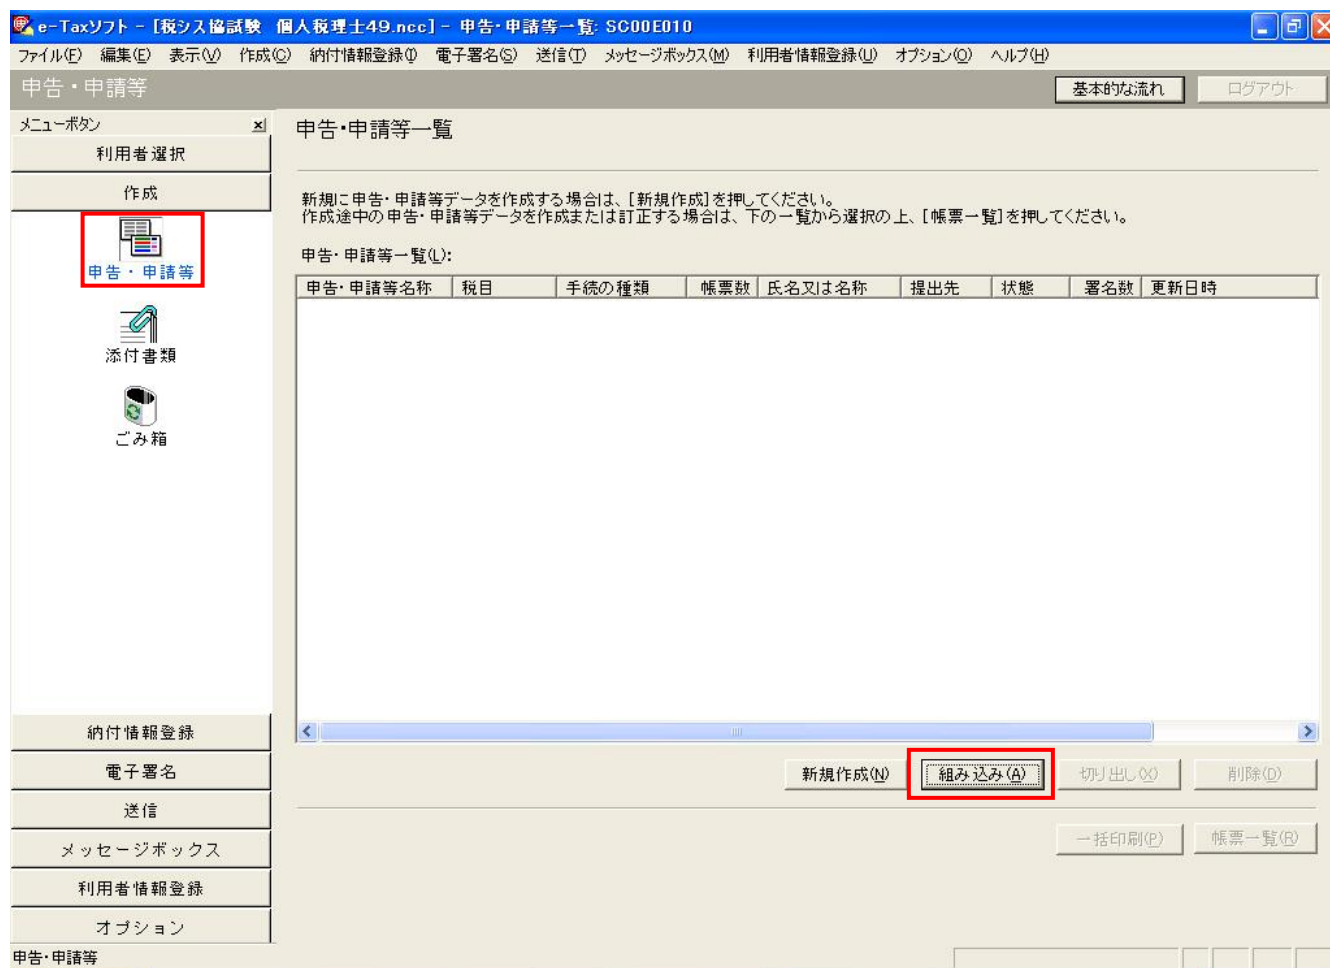 e-Taxソフト - [税シス協試験 個人税理士49.ncc] - 申告・申請等一覧: SC00E010
ファイル(F) 編集(E) 表示(V) 作成(C) 納付情報登録(I) 電子署名(S) 送信(T) メッセージボックス(M) 利用者情報登録(U) オプション(O) ヘルプ(H)
申告・申請等 基本的な流れ ログアウト
メニューボタン
利用者選択
作成
申告・申請等
添付書類
ごみ箱
納付情報登録
電子署名
送信
メッセージボックス
利用者情報登録
オプション
申告・申請等一覧
新規に申告・申請等データを作成する場合は、[新規作成]を押してください。
作成途中の申告・申請等データを作成または訂正する場合は、下の一覧から選択の上、[帳票一覧]を押してください。
申告・申請等一覧(L):
申告・申請等名称 税目 手続の種類 帳票数 氏名又は名称 提出先 状態 署名数 更新日時
新規作成(N) 組み込み(A) 切り出し(X) 削除(D)
一括印刷(P) 帳票一覧(R)
申告・申請等